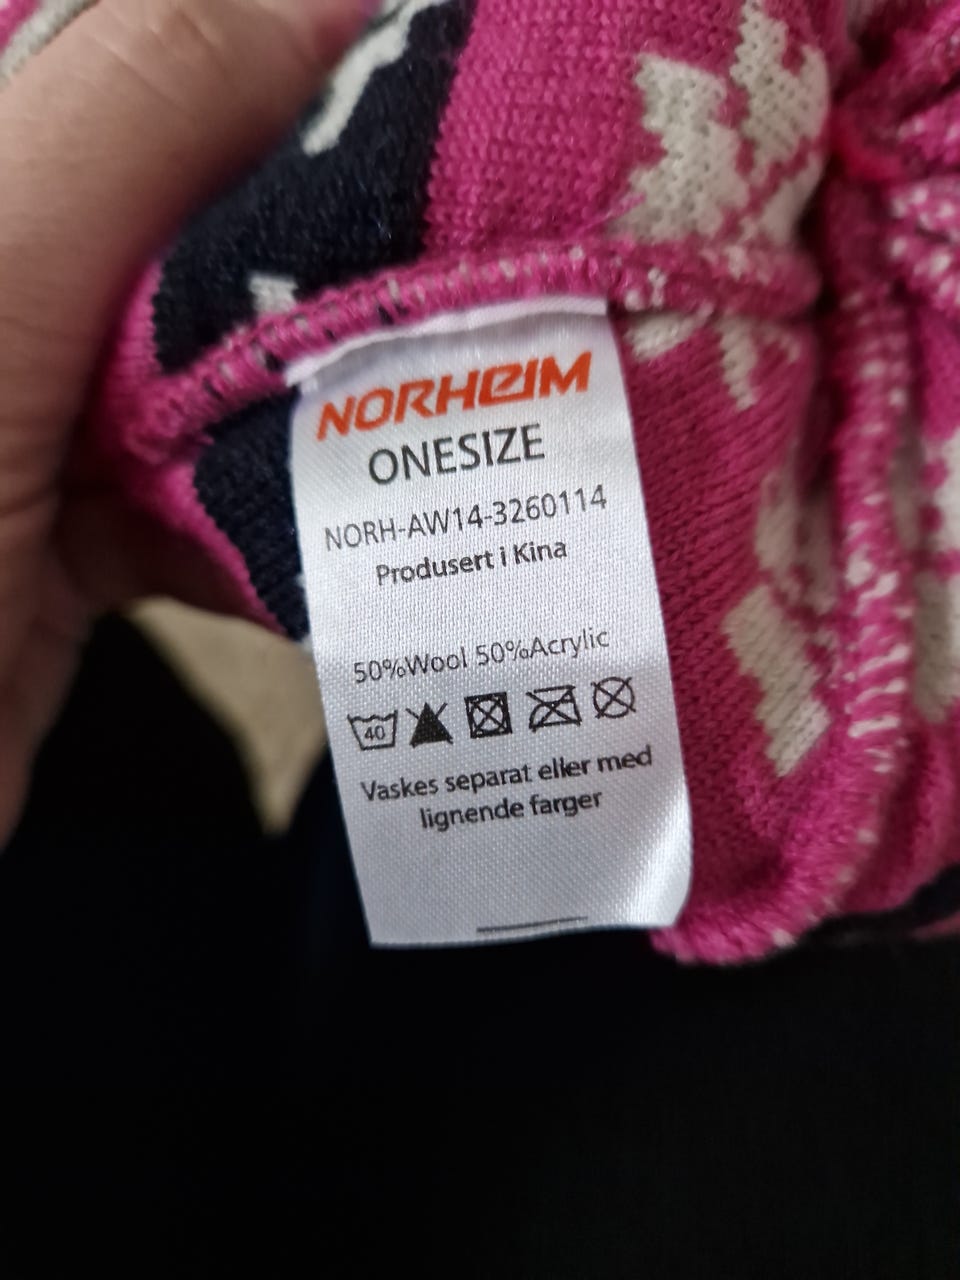 NORHEIM
ONESIZE
NORH-AW14-3260114
Produsert i Kina
50%Wool 50%Acrylic
40
Vaskes separat eller med
lignende farger